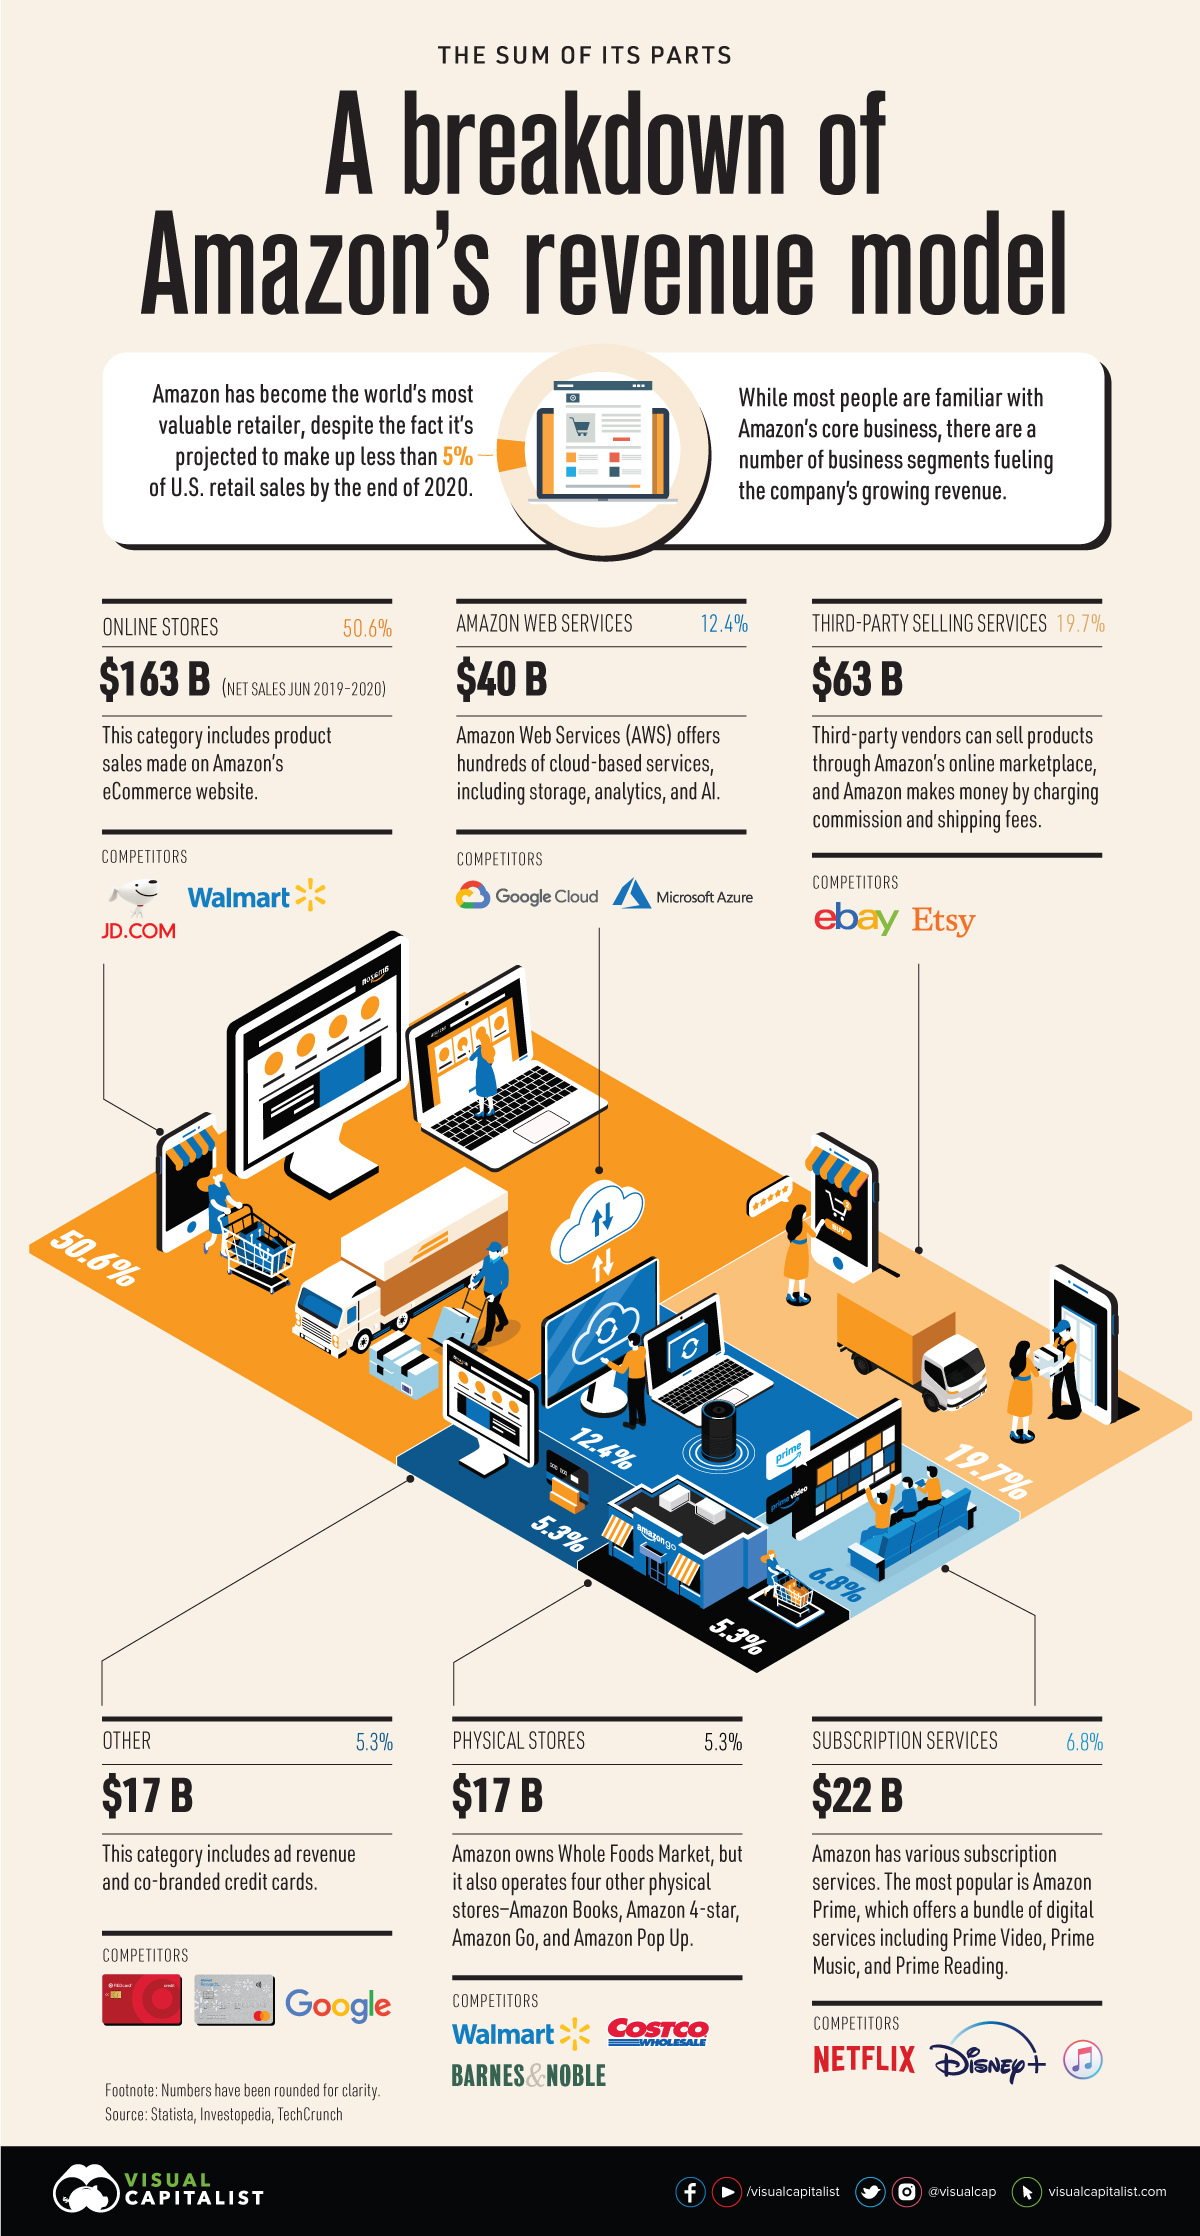 THE SUM OF ITS PARTS
A breakdown of
Amazon's revenue model
Amazon has become the world's most
valuable retailer, despite the fact it's
projected to make up less than 5%
of U.S. retail sales by the end of 2020.
While most people are familiar with
Amazon's core business, there are a
number of business segments fueling
the company's growing revenue.
ONLINE STORES 50.6%
$163 B (NET SALES JUN 2019-2020)
This category includes product
sales made on Amazon's
eCommerce website.
COMPETITORS
JD.COM
Walmart
AMAZON WEB SERVICES 12.4%
$40 B
Amazon Web Services (AWS) offers
hundreds of cloud-based services,
including storage, analytics, and AI.
COMPETITORS
Google Cloud
Microsoft Azure
THIRD-PARTY SELLING SERVICES 19.7%
$63 B
Third-party vendors can sell products
through Amazon's online marketplace,
and Amazon makes money by charging
commission and shipping fees.
COMPETITORS
ebay
Etsy
50.6%
BUY
12.4%
19.7%
prime
prime video
5.3%
amazon go
6.8%
5.3%
OTHER 5.3%
$17 B
This category includes ad revenue
and co-branded credit cards.
COMPETITORS
Google
PHYSICAL STORES 5.3%
$17 B
Amazon owns Whole Foods Market, but
it also operates four other physical
stores–Amazon Books, Amazon 4-star,
Amazon Go, and Amazon Pop Up.
COMPETITORS
Walmart
COSTCO
WHOLESALE
BARNES&NOBLE
SUBSCRIPTION SERVICES 6.8%
$22 B
Amazon has various subscription
services. The most popular is Amazon
Prime, which offers a bundle of digital
services including Prime Video, Prime
Music, and Prime Reading.
COMPETITORS
NETFLIX
Disney+
Footnote: Numbers have been rounded for clarity.
Source: Statista, Investopedia, TechCrunch
VISUAL
CAPITALIST
/visualcapitalist
@visualcap
visualcapitalist.com